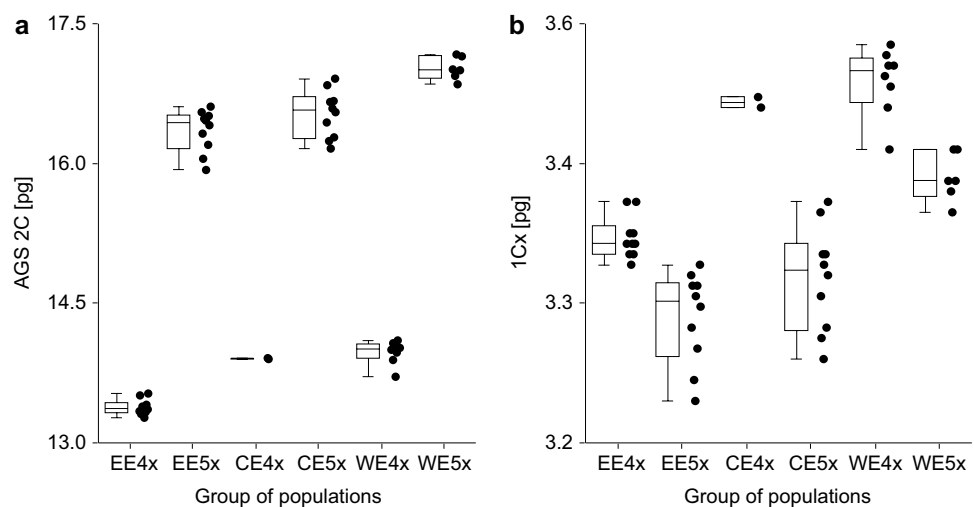 a
17.5
16.0
14.5
13.0
AGS 2C [pg]
EE4x EE5x CE4x CE5x WE4x WE5x
Group of populations
b
3.6
3.4
3.3
3.2
1Cx [pg]
EE4x EE5x CE4x CE5x WE4x WE5x
Group of populations